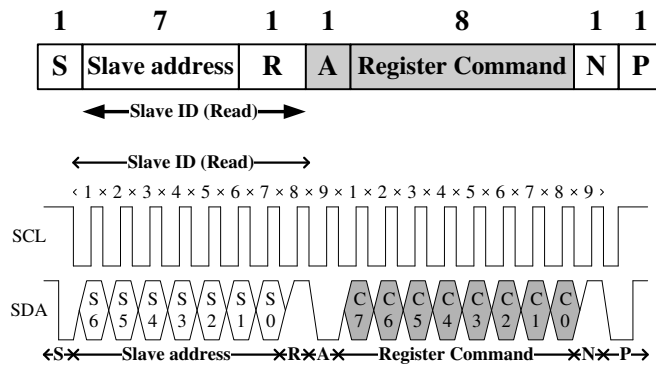 1 7 1 1 8 1 1
S Slave address R A Register Command N P
Slave ID (Read)
Slave ID (Read)
‹ 1 × 2 × 3 × 4 × 5 × 6 × 7 × 8 × 9 × 1 × 2 × 3 × 4 × 5 × 6 × 7 × 8 × 9 ›
SCL
SDA S6 S5 S4 S3 S2 S1 S0 C7 C6 C5 C4 C3 C2 C1 C0
S Slave address R A Register Command N P